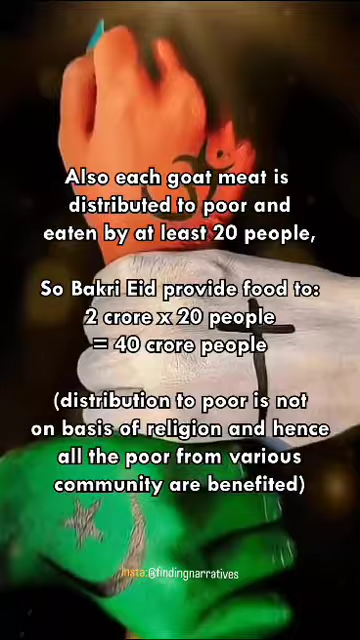 Also each goat meat is
distributed to poor and
eaten by at least 20 people,
So Bakri Eid provide food to:
2 crore x 20 people
= 40 crore people
(distribution to poor is not
on basis of religion and hence
all the poor from various
community are benefited)
insta:@findingnarratives